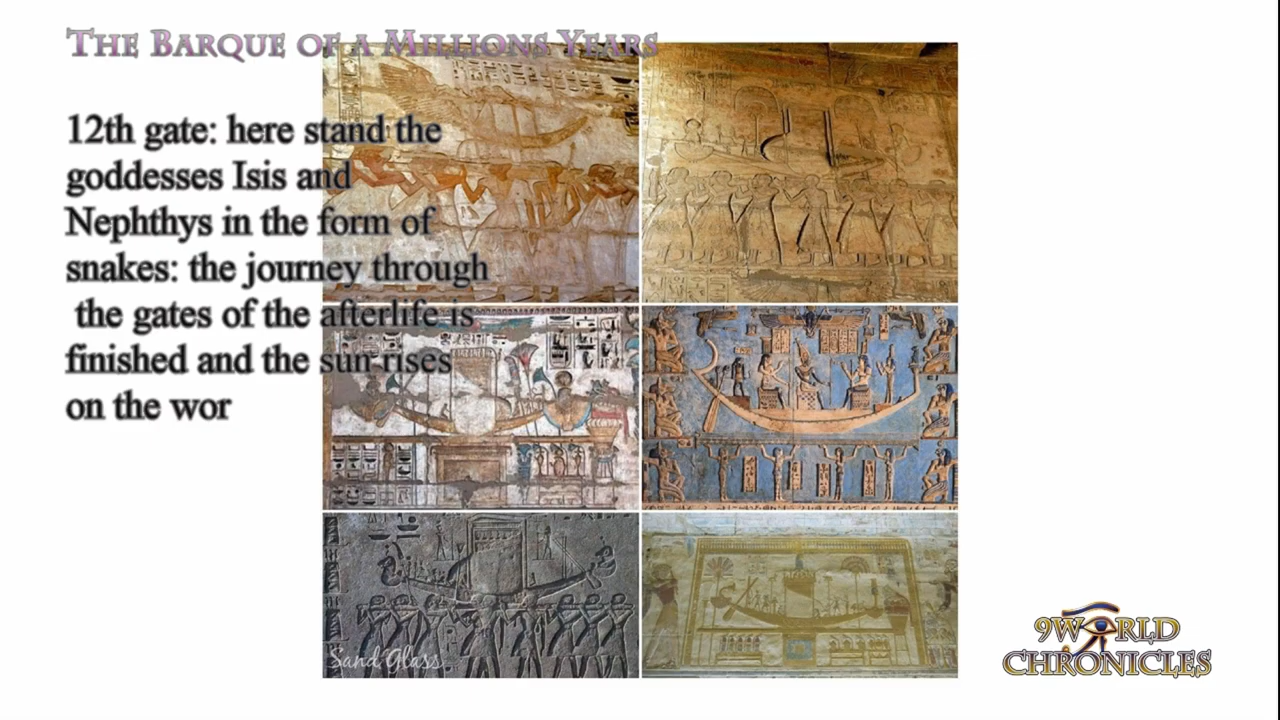 THE BARQUE OF A MILLIONS YEARS
12th gate: here stand the
goddesses Isis and
Nephthys in the form of
snakes: the journey through
the gates of the afterlife is
finished and the sun rises
on the wor
Sand Glass
9WORLD
CHRONICLES